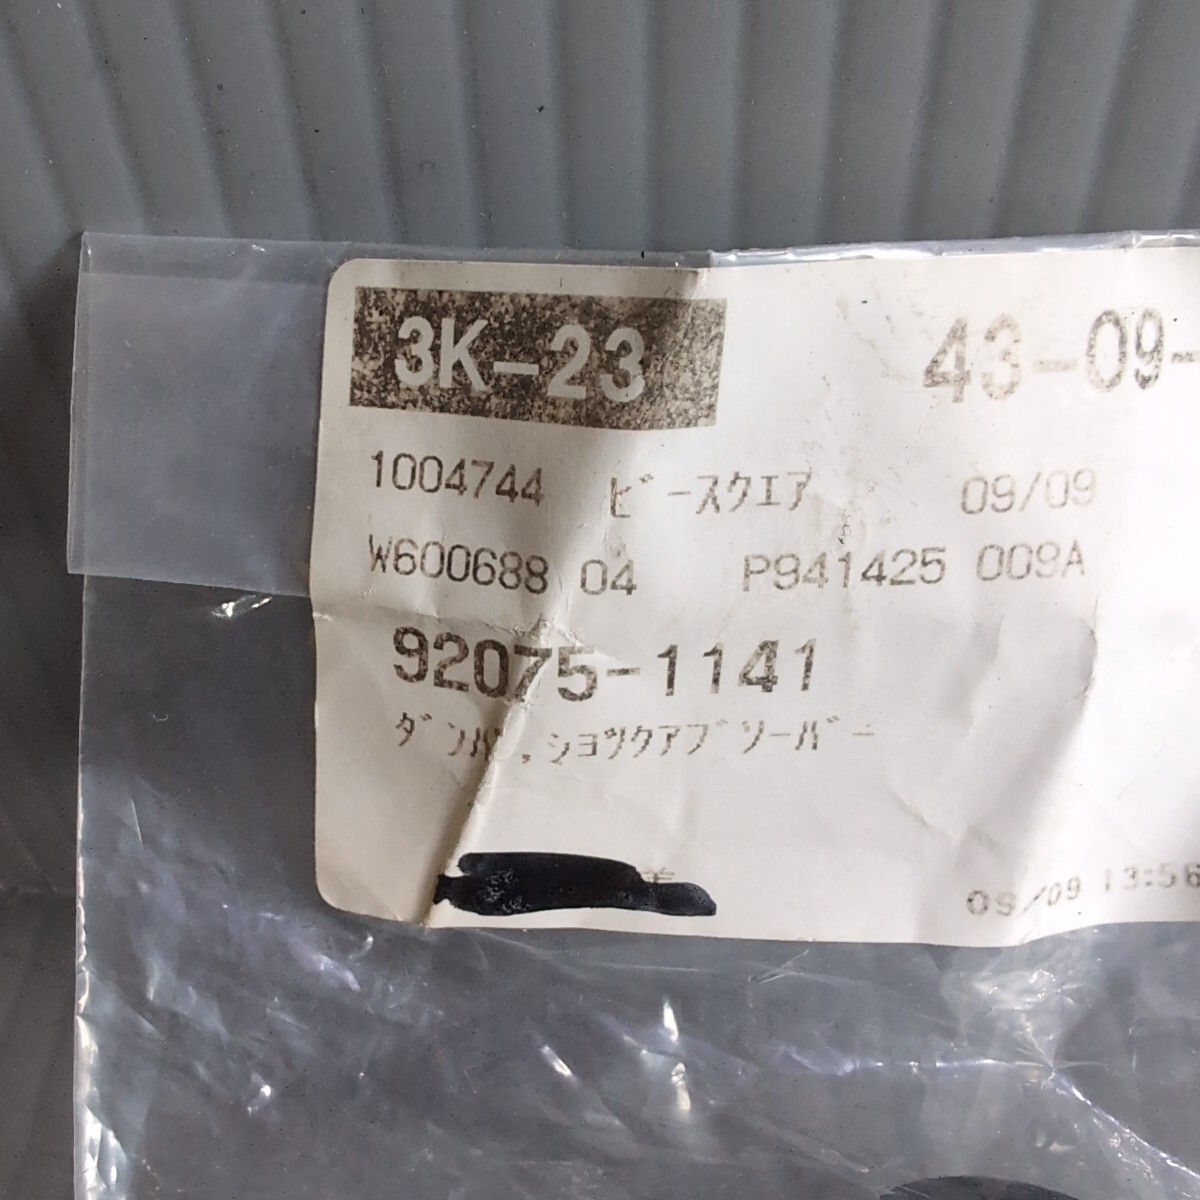 3K-23 43-09-
1004744 ビースクエア 09/09
W600688 04 P941425 009A
92075-1141
ダンパ,ショツクアブソーバー
¥
09/09 13:56